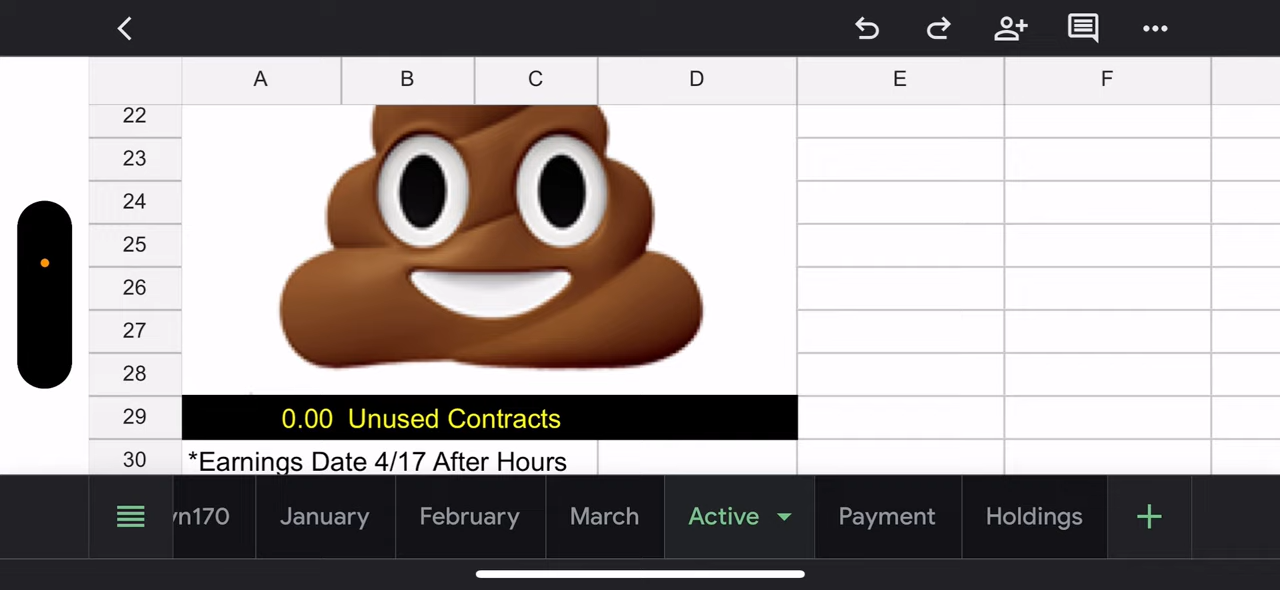 A B C D E F
22
23
24
25
26
27
28
29 0.00 Unused Contracts
30 *Earnings Date 4/17 After Hours
yn170 January February March Active Payment Holdings